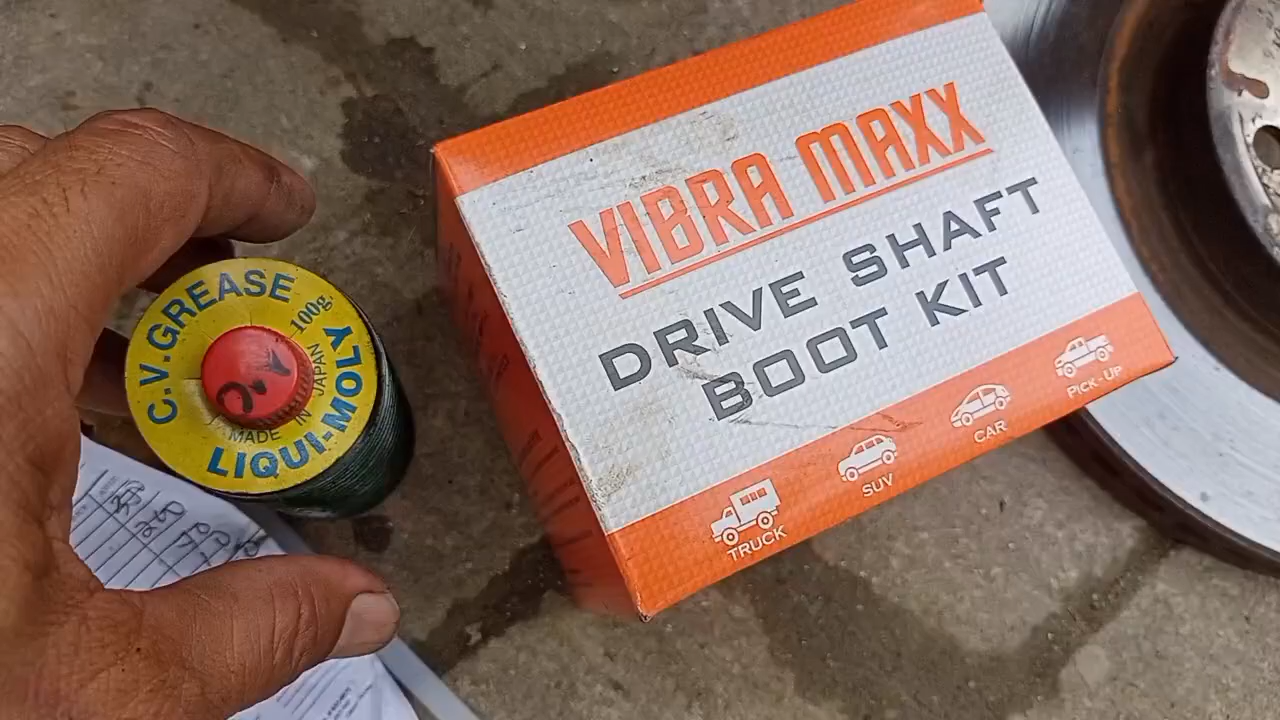 C.V.GREASE
100g.
MADE IN JAPAN
LIQUI-MOLY
VIBRA MAXX
DRIVE SHAFT
BOOT KIT
TRUCK
SUV
CAR
PICK-UP